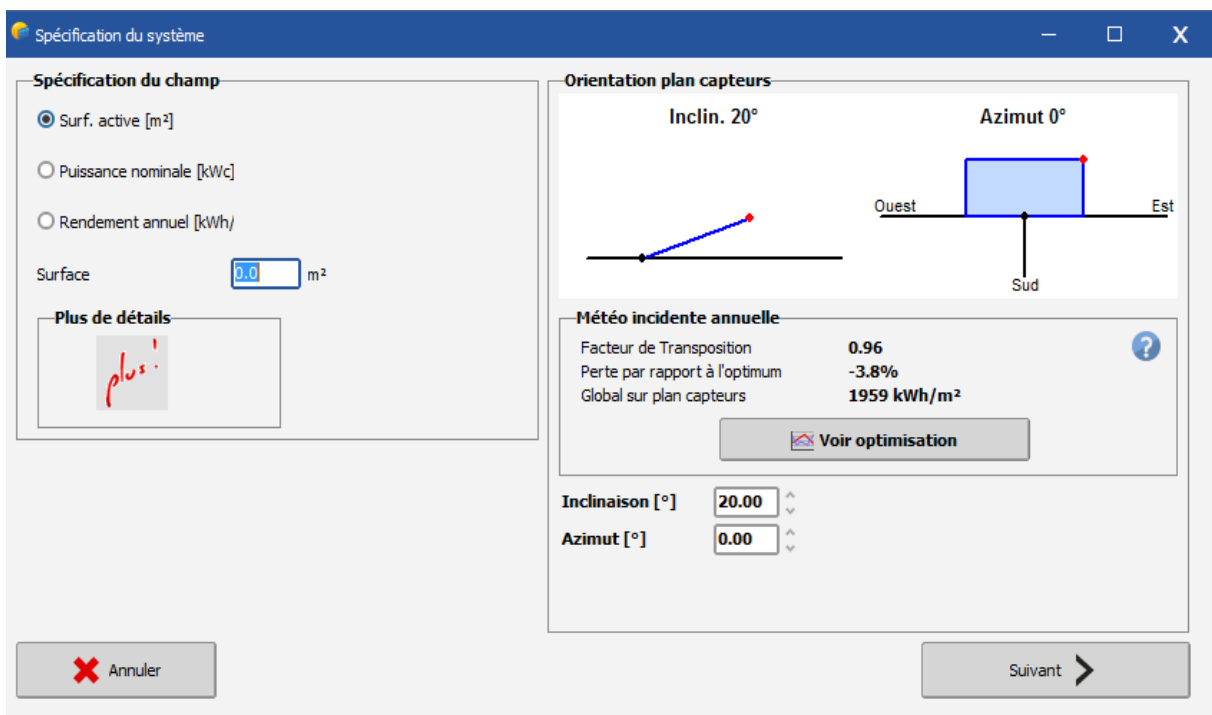 Spécification du système
Spécification du champ
Surf. active [m²]
Puissance nominale [kWc]
Rendement annuel [kWh/
Surface 0.0 m²
Plus de détails
plus!
Orientation plan capteurs
Inclin. 20° Azimut 0°
Ouest Est
Sud
Météo incidente annuelle
Facteur de Transposition 0.96
Perte par rapport à l'optimum -3.8%
Global sur plan capteurs 1959 kWh/m²
Voir optimisation
Inclinaison [°] 20.00
Azimut [°] 0.00
Annuler Suivant